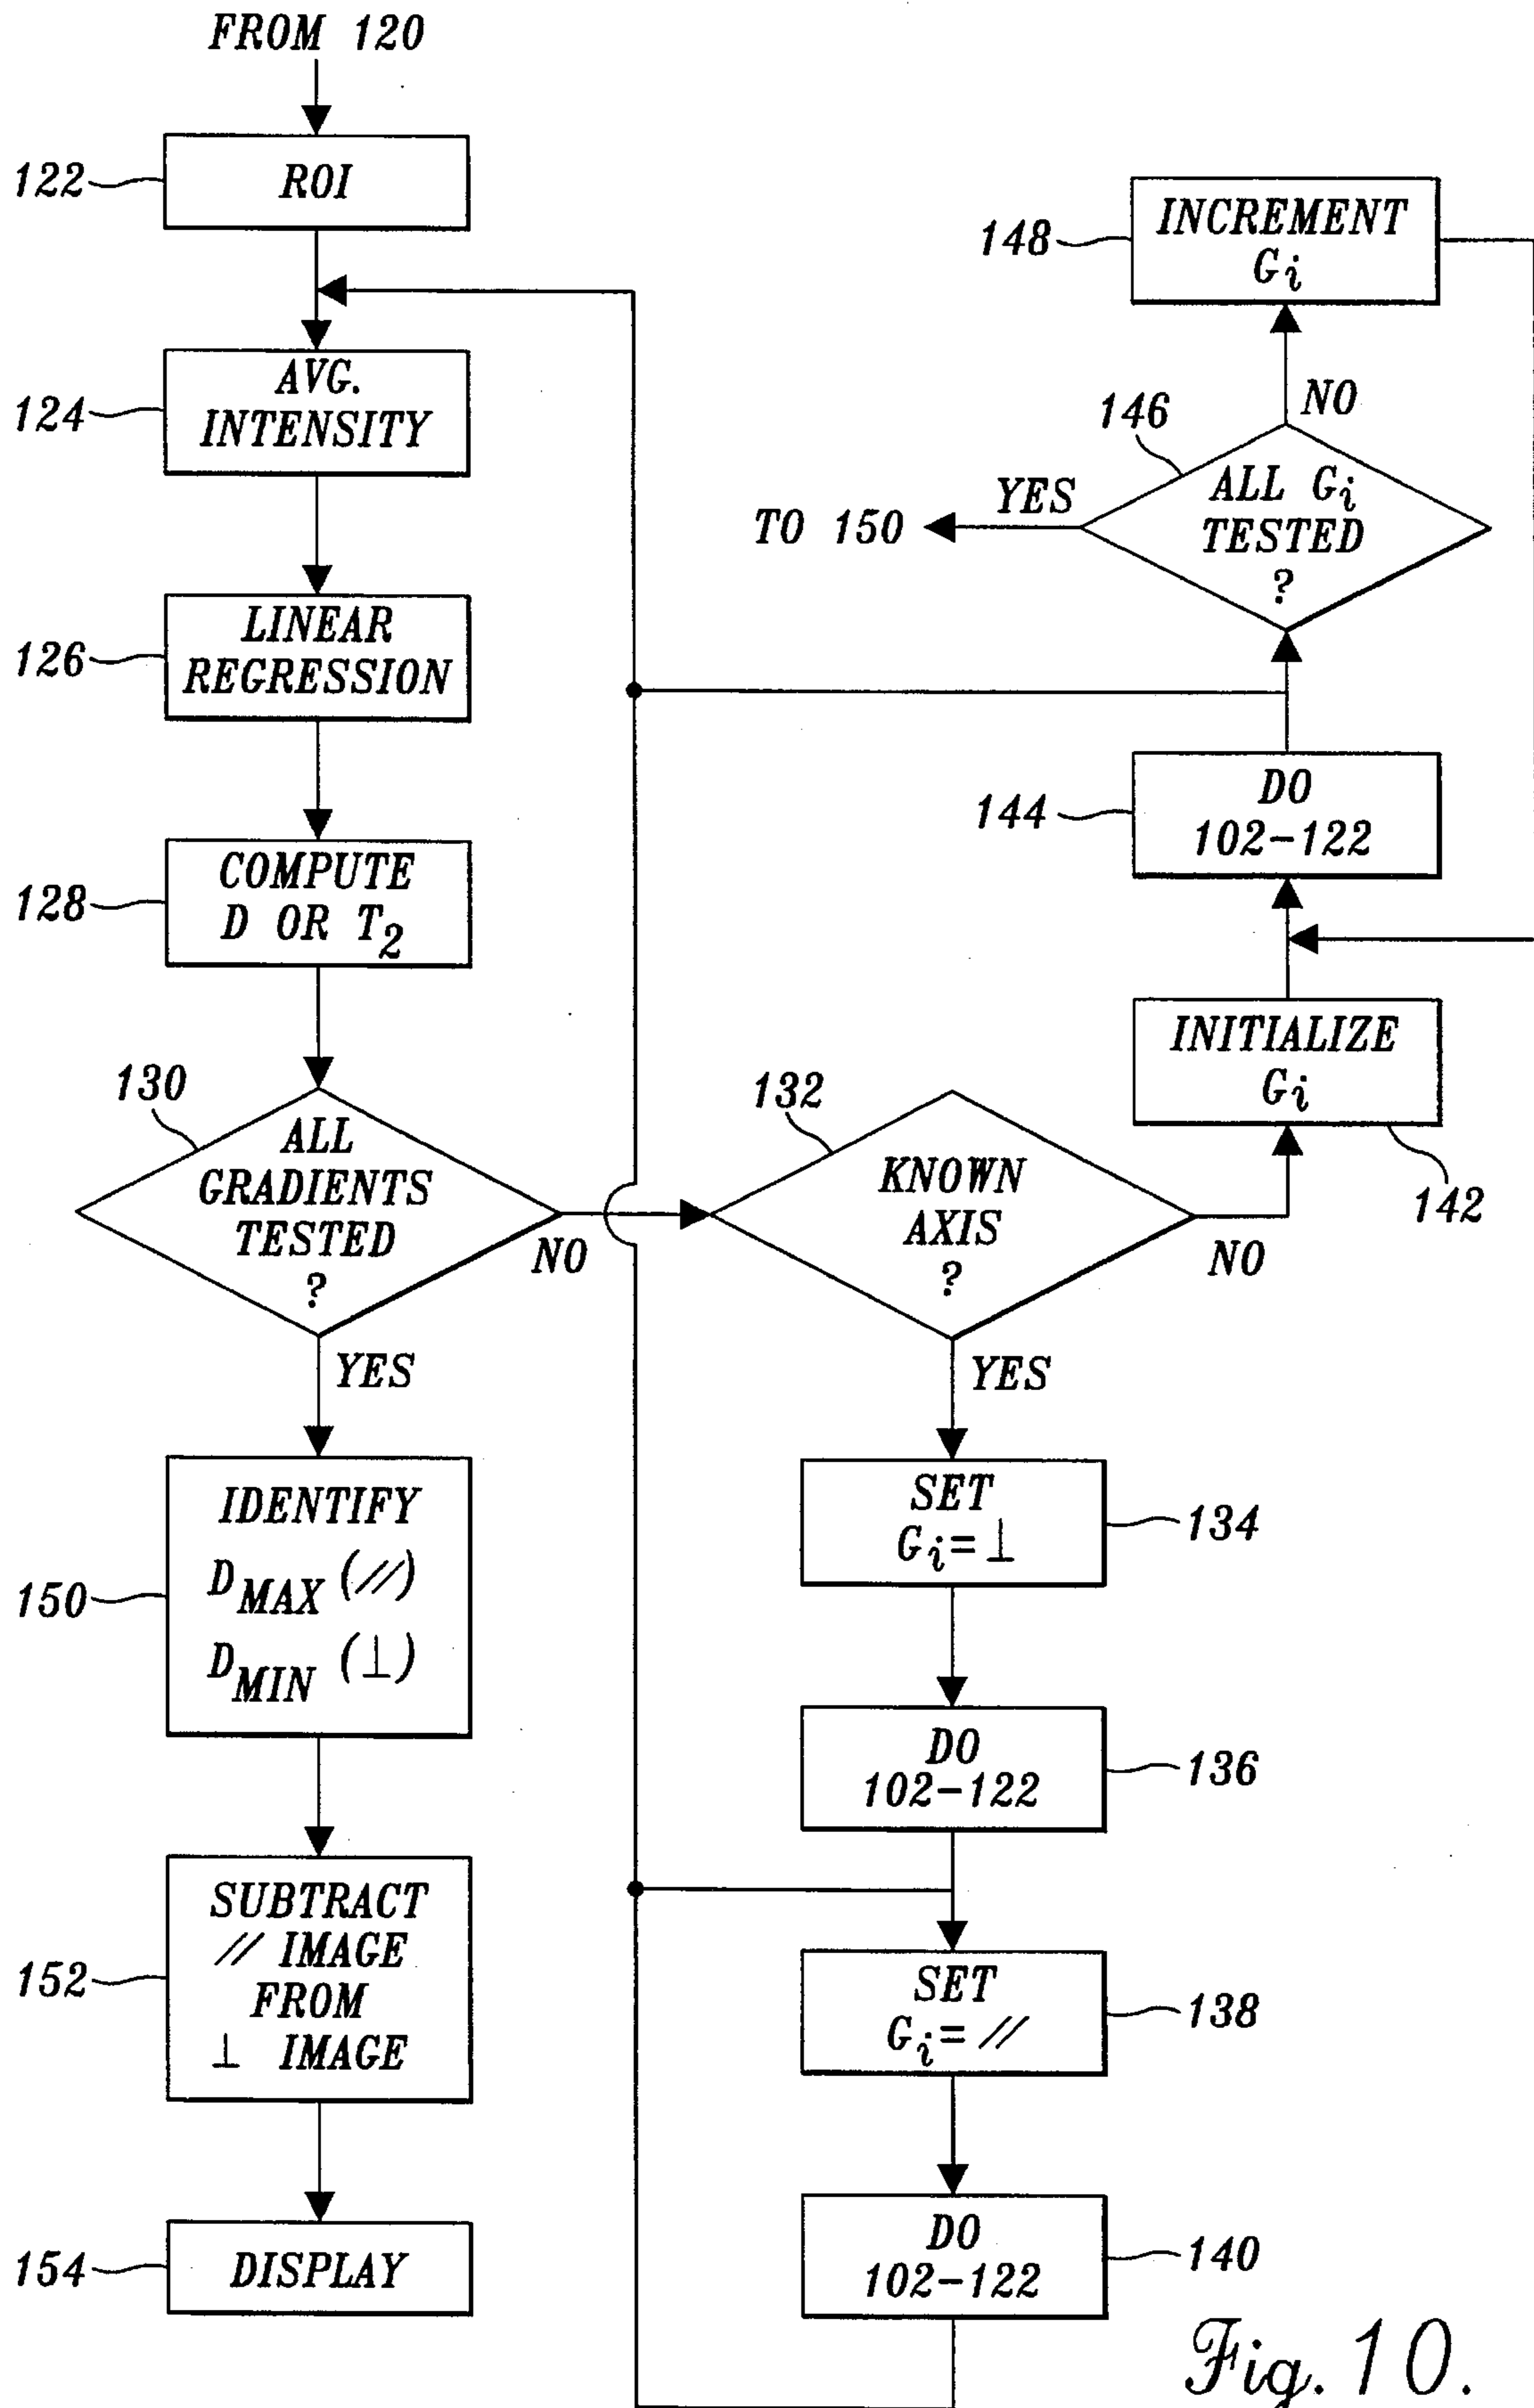 FROM 120
122
ROI
124
AVG.
INTENSITY
126
LINEAR
REGRESSION
128
COMPUTE
D OR T2
130
ALL
GRADIENTS
TESTED
?
NO
YES
150
IDENTIFY
DMAX (//)
DMIN (⊥)
152
SUBTRACT
// IMAGE
FROM
⊥ IMAGE
154
DISPLAY
132
KNOWN
AXIS
?
NO
YES
SET
Gi=⊥
134
DO
102-122
136
SET
Gi=//
138
DO
102-122
140
148
INCREMENT
Gi
NO
146
ALL Gi
TESTED
?
YES
TO 150
144
DO
102-122
INITIALIZE
Gi
142
Fig. 10.